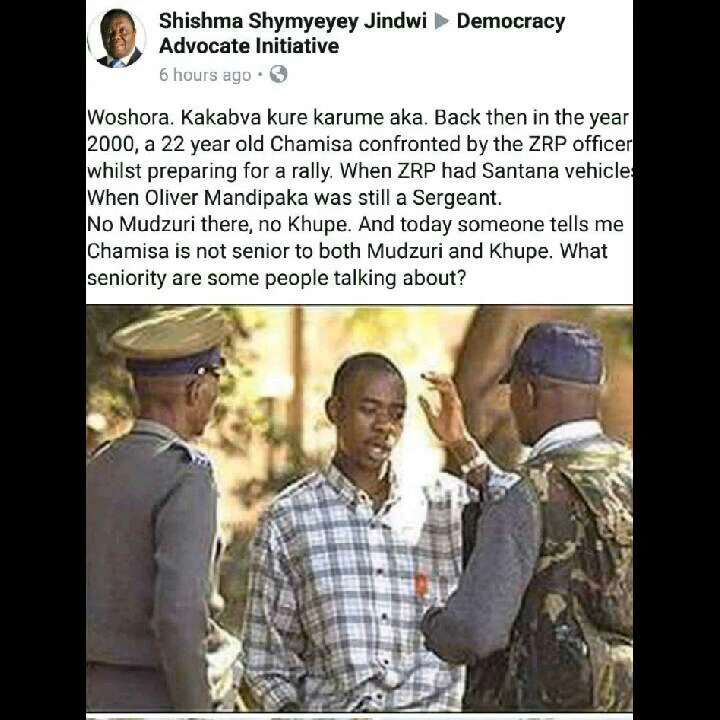 Shishma Shymyeyey Jindwi ▶ Democracy
Advocate Initiative
6 hours ago •
Woshora. Kakabva kure karume aka. Back then in the year
2000, a 22 year old Chamisa confronted by the ZRP officer
whilst preparing for a rally. When ZRP had Santana vehicles
When Oliver Mandipaka was still a Sergeant.
No Mudzuri there, no Khupe. And today someone tells me
Chamisa is not senior to both Mudzuri and Khupe. What
seniority are some people talking about?